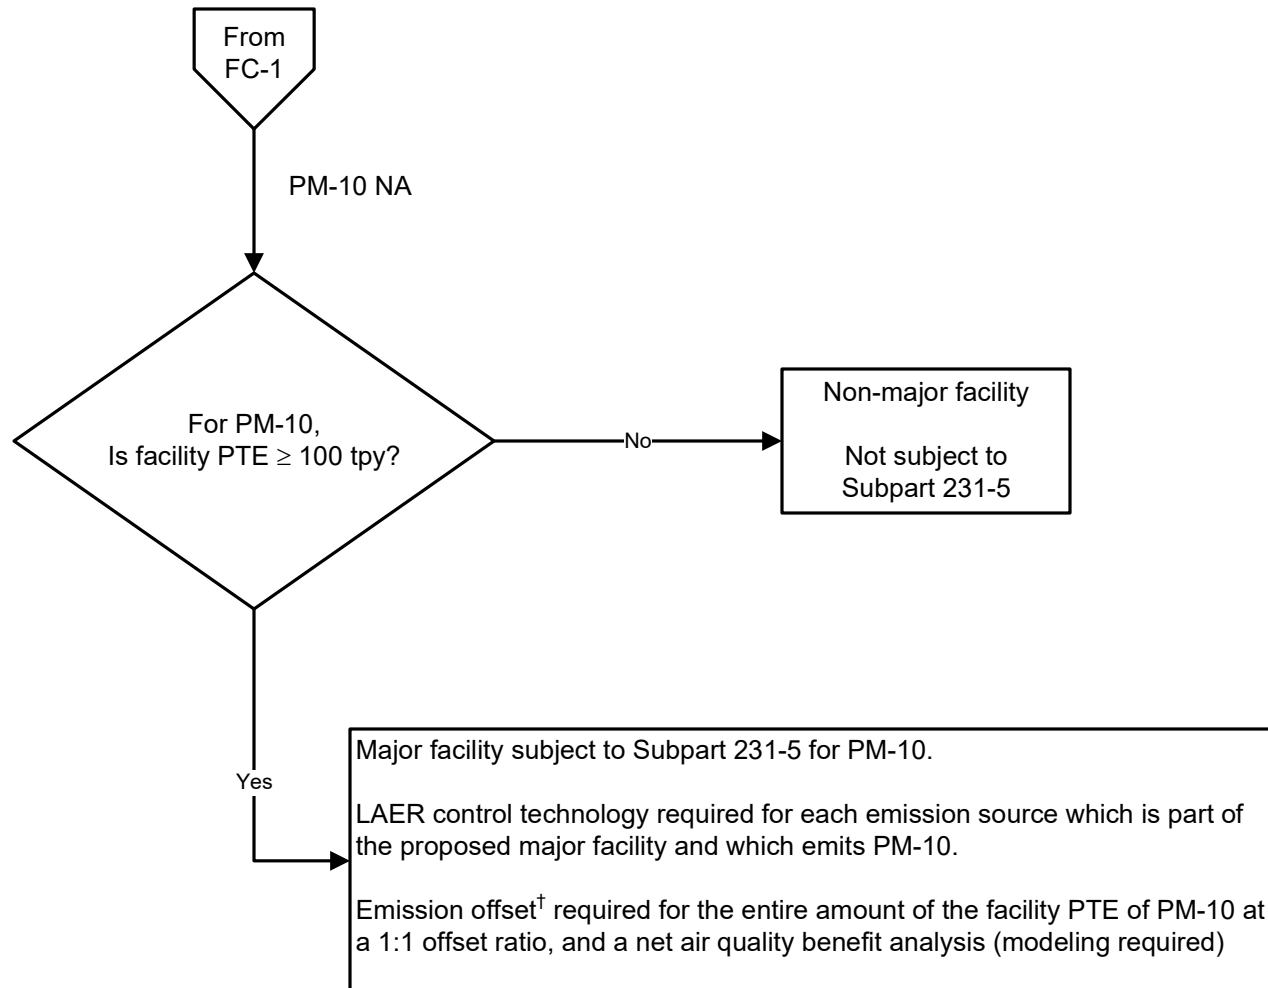 From
FC-1
PM-10 NA
For PM-10,
Is facility PTE ≥ 100 tpy?
No
Non-major facility
Not subject to
Subpart 231-5
Yes
Major facility subject to Subpart 231-5 for PM-10.
LAER control technology required for each emission source which is part of
the proposed major facility and which emits PM-10.
Emission offset† required for the entire amount of the facility PTE of PM-10 at
a 1:1 offset ratio, and a net air quality benefit analysis (modeling required)